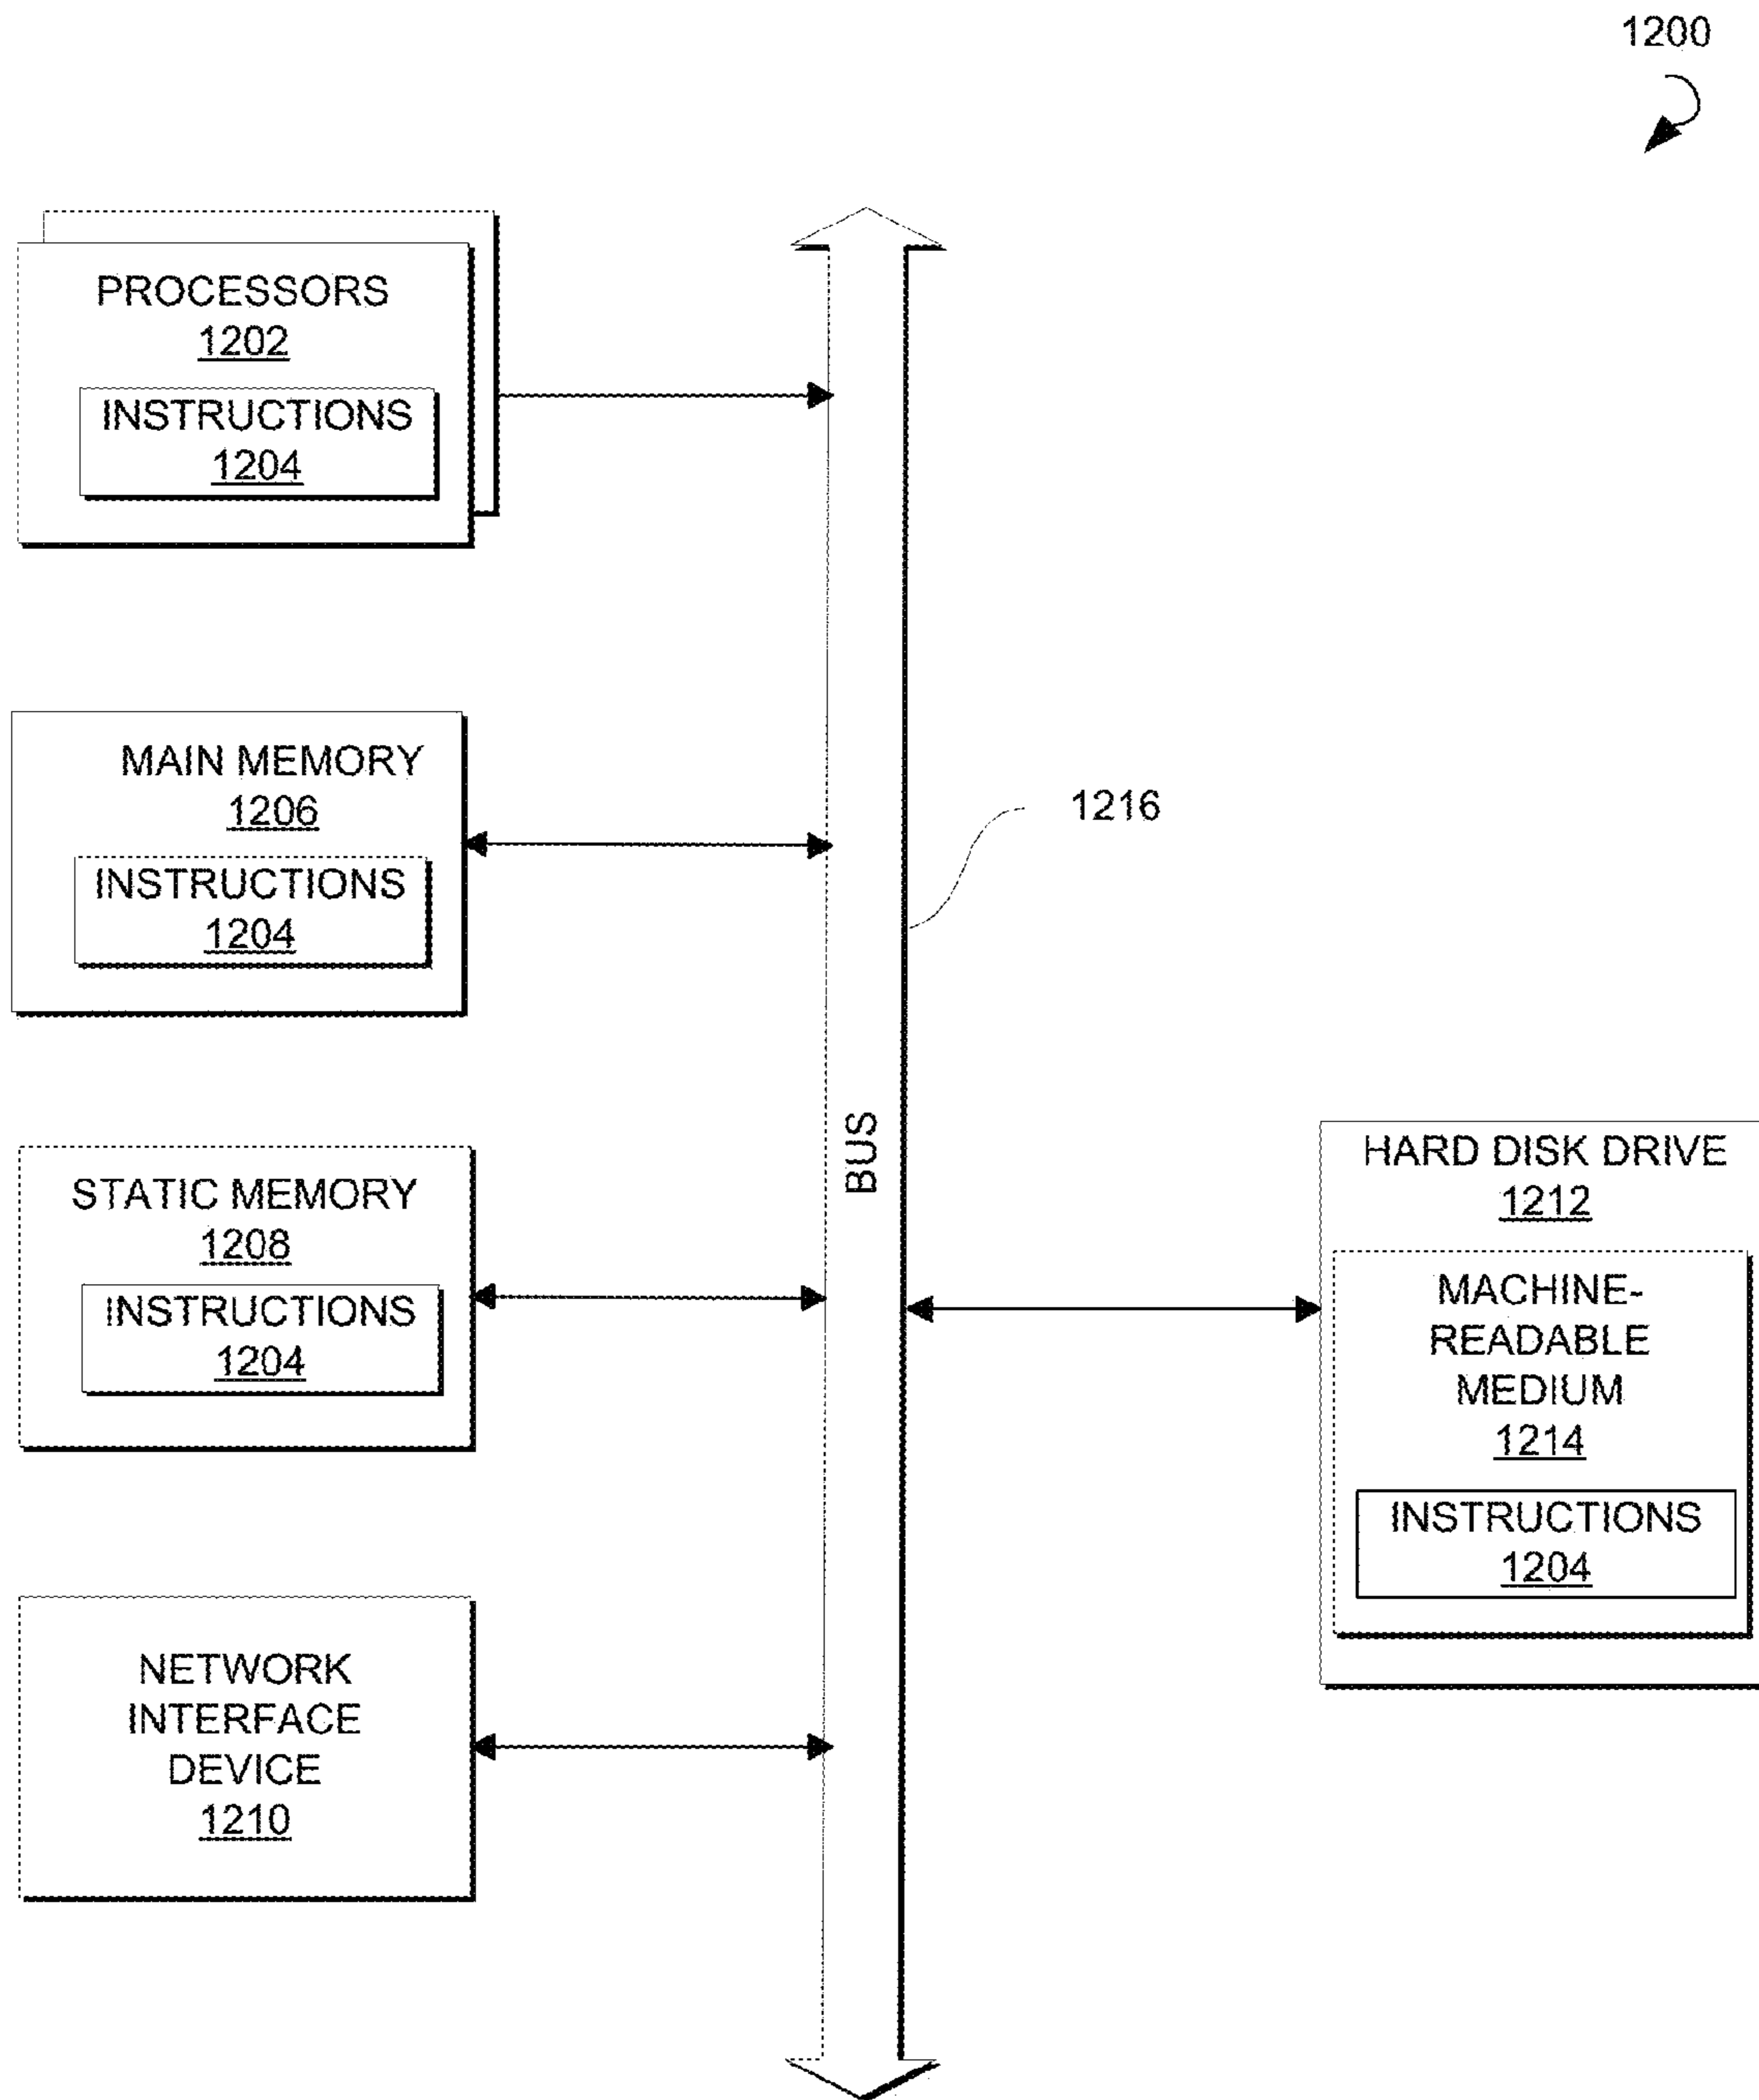 1200
PROCESSORS
1202
INSTRUCTIONS
1204
MAIN MEMORY
1206
INSTRUCTIONS
1204
1216
BUS
STATIC MEMORY
1208
INSTRUCTIONS
1204
HARD DISK DRIVE
1212
MACHINE-
READABLE
MEDIUM
1214
INSTRUCTIONS
1204
NETWORK
INTERFACE
DEVICE
1210